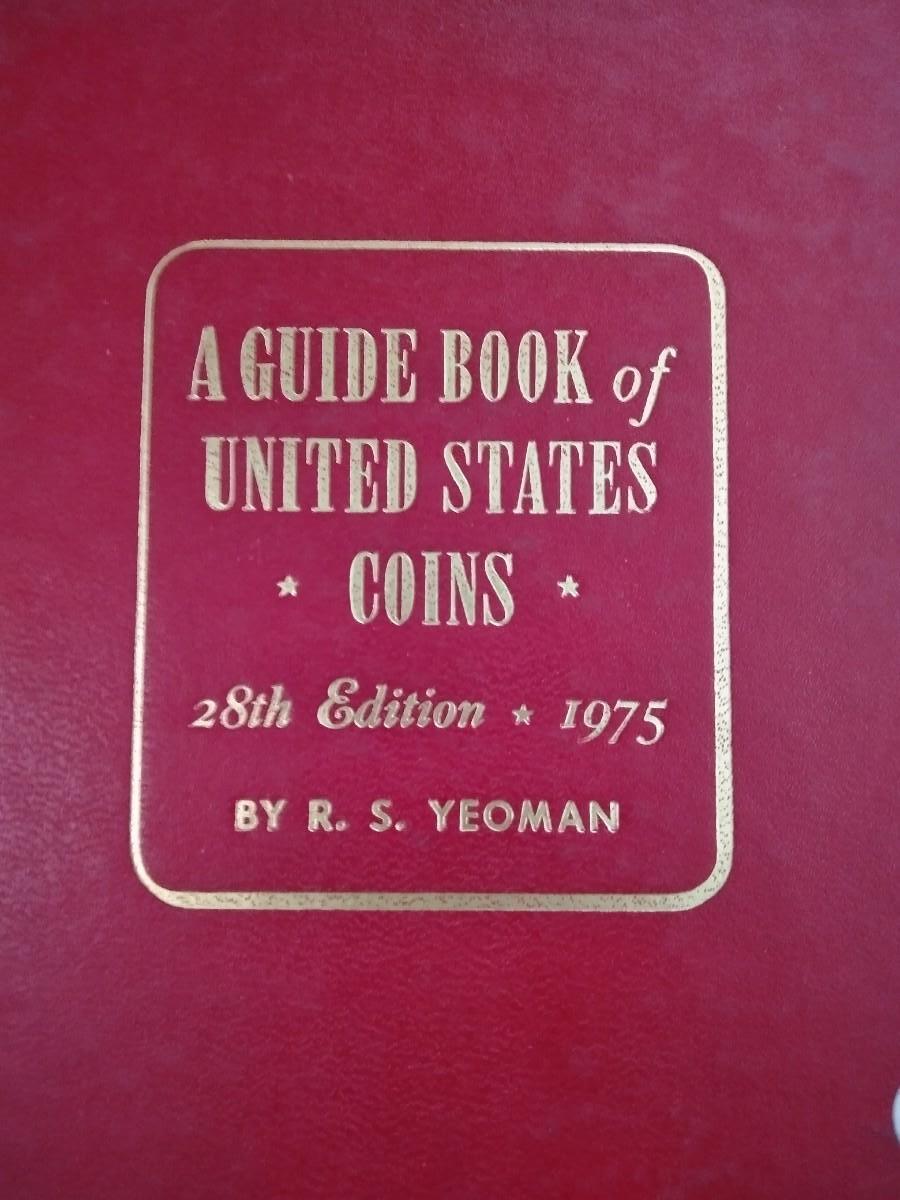 A GUIDE BOOK of
UNITED STATES
★ COINS ★
28th Edition ★ 1975
BY R. S. YEOMAN